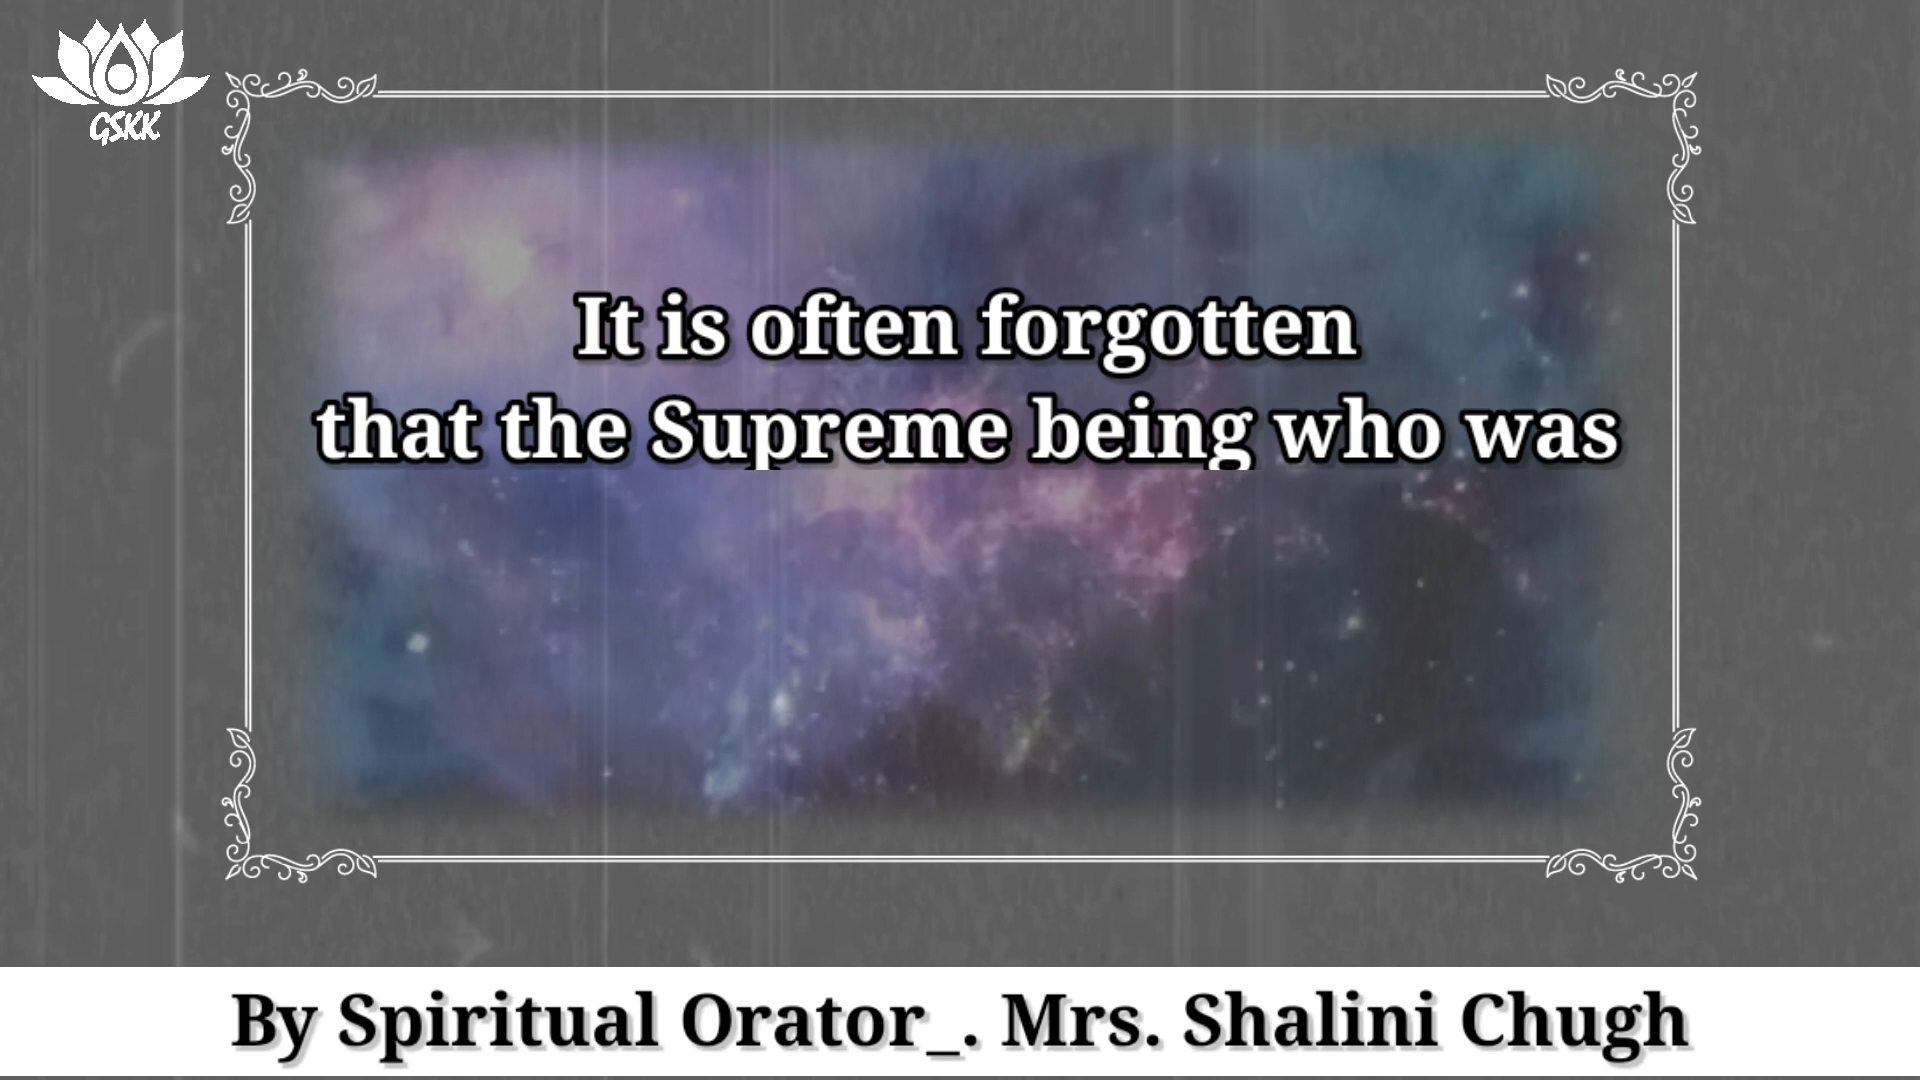 GSKK
It is often forgotten
that the Supreme being who was
By Spiritual Orator_. Mrs. Shalini Chugh